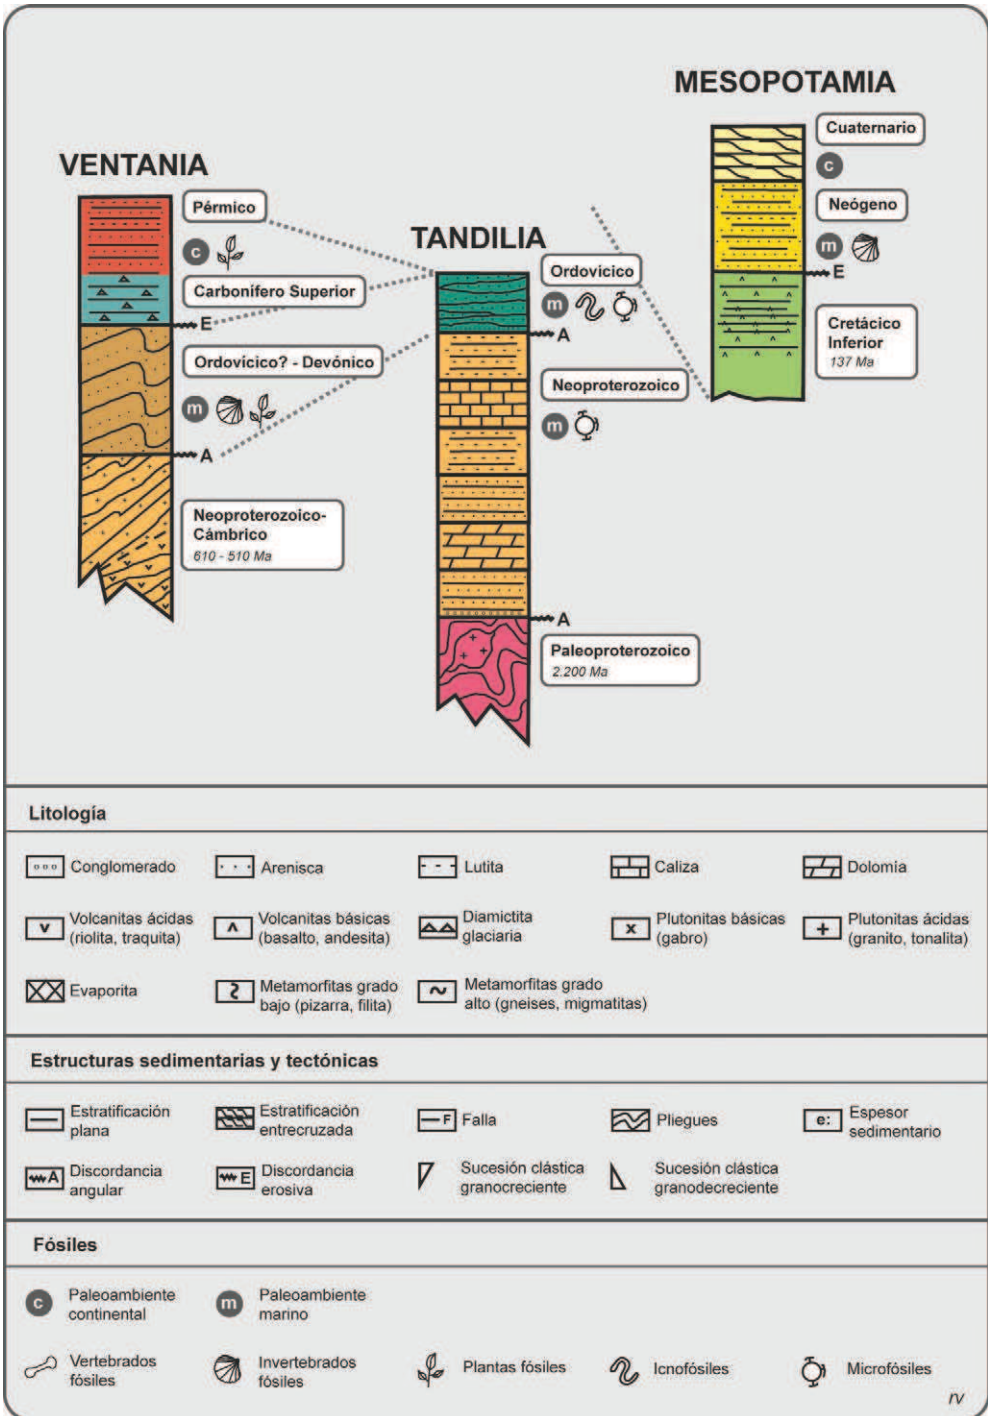 MESOPOTAMIA
Cuaternario
c
Neógeno
m
E
Cretácico
Inferior
137 Ma
VENTANIA
Pérmico
c
Carbonífero Superior
E
Ordovícico? - Devónico
m
A
Neoproterozoico-
Cámbrico
610 - 510 Ma
TANDILIA
Ordovícico
m
A
Neoproterozoico
m
A
Paleoproterozoico
2.200 Ma
Litología
Conglomerado
Arenisca
Lutita
Caliza
Dolomía
v Volcanitas ácidas
(riolita, traquita)
^ Volcanitas básicas
(basalto, andesita)
Diamictita
glaciaria
x Plutonitas básicas
(gabro)
+ Plutonitas ácidas
(granito, tonalita)
Evaporita
Metamorfitas grado
bajo (pizarra, filita)
~ Metamorfitas grado
alto (gneises, migmatitas)
Estructuras sedimentarias y tectónicas
Estratificación
plana
Estratificación
entrecruzada
F Falla
Pliegues
e: Espesor
sedimentario
A Discordancia
angular
E Discordancia
erosiva
Sucesión clástica
granocreciente
Sucesión clástica
granodecreciente
Fósiles
c Paleoambiente
continental
m Paleoambiente
marino
Vertebrados
fósiles
Invertebrados
fósiles
Plantas fósiles
Icnofósiles
Microfósiles
rv